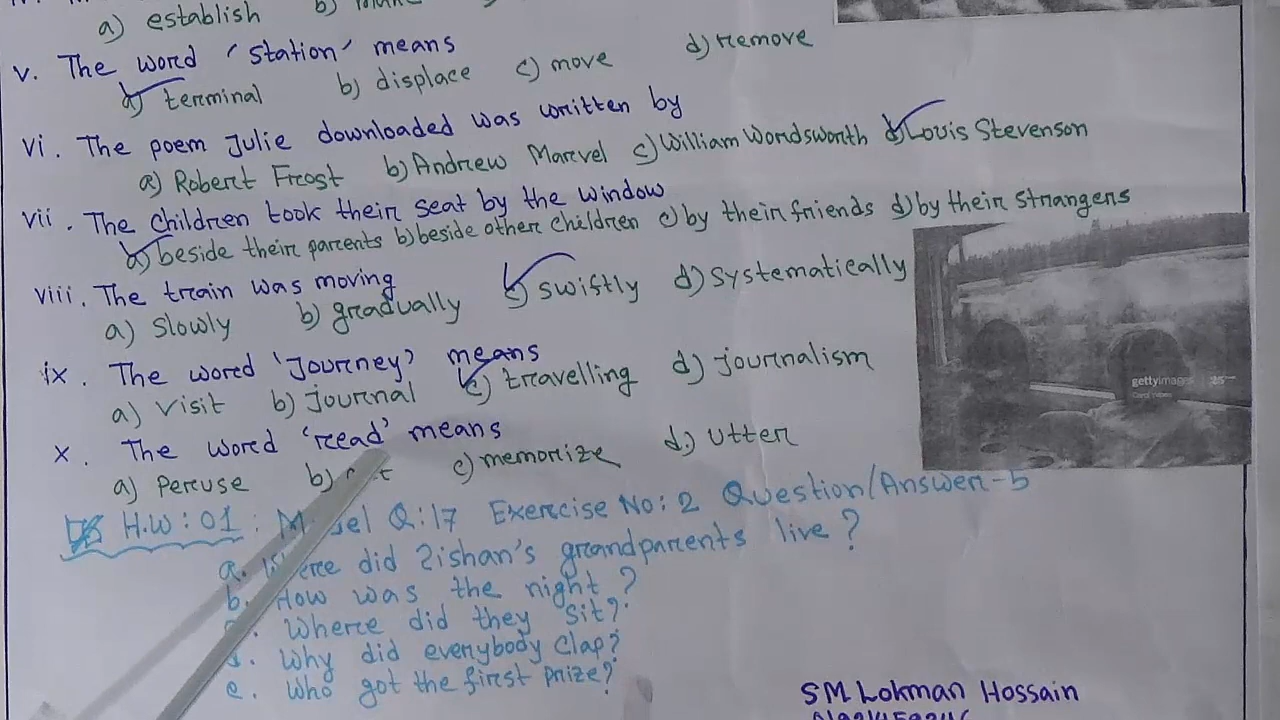 a) establish b)
v. The word 'station' means
a) terminal b) displace c) move d) remove
vi. The poem Julie downloaded was written by
a) Robert Frost b) Andrew Marvel c) William Wordsworth d) Louis Stevenson
vii. The children took their seat by the window
a) beside their parents b) beside other children c) by their friends d) by their strangers
viii. The train was moving
a) slowly b) gradually c) swiftly d) systematically
ix. The word 'Journey' means
a) visit b) journal c) travelling d) journalism
gettyimages
x. The word 'read' means
a) Peruse b) c) memorize d) utter
H.W: 01: Q: 17 Exercise No: 2 Question/Answer-5
a. did Zishan's grandparents live?
b. How was the night?
Where did they sit?
Why did everybody clap?
e. Who got the first prize?
SM Lokman Hossain